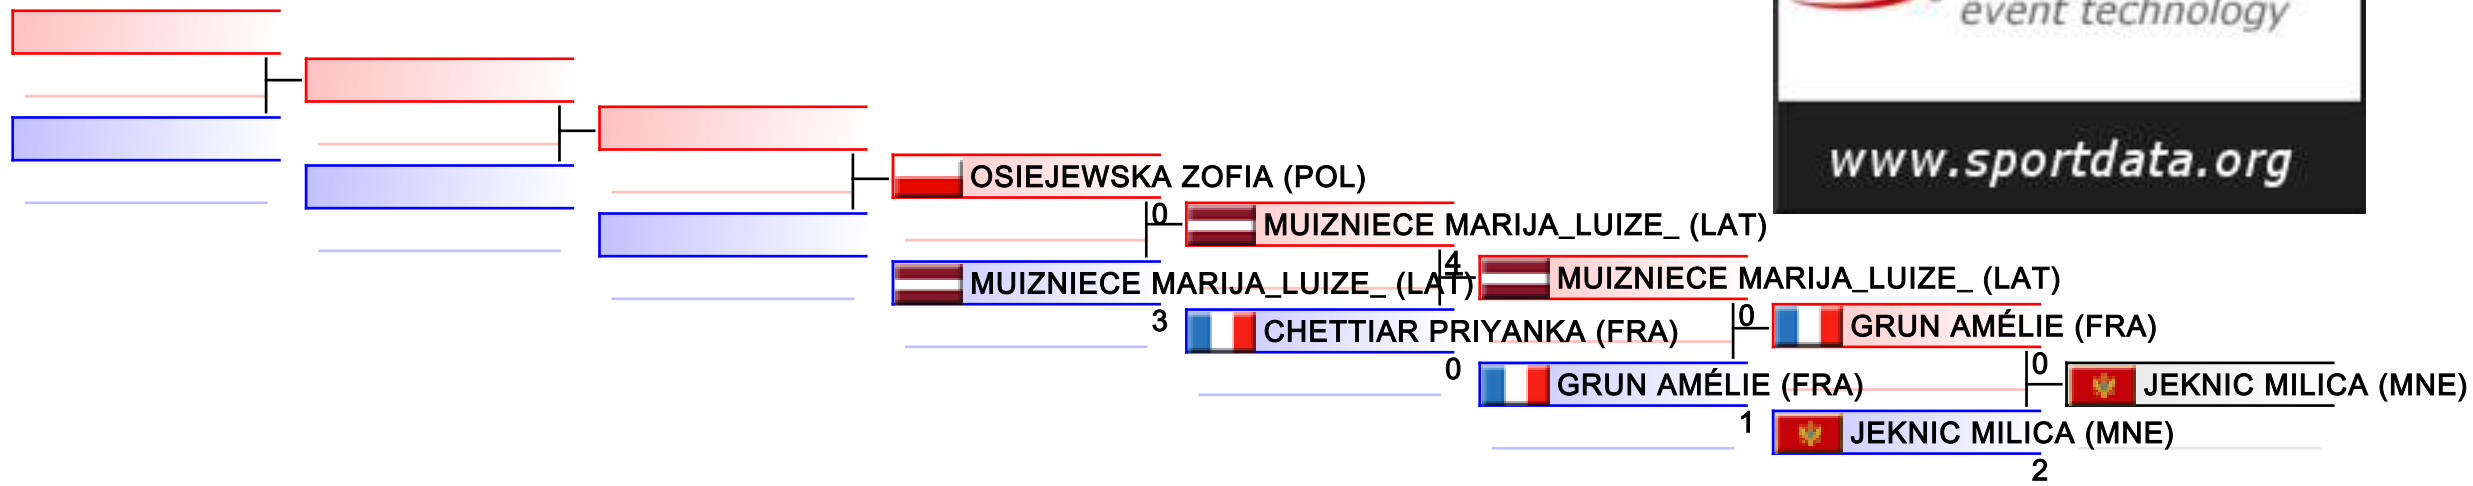 event technology
www.sportdata.org
OSIEJEWSKA ZOFIA (POL)
0
MUIZNIECE MARIJA_LUIZE_ (LAT)
4
MUIZNIECE MARIJA_LUIZE_ (LAT)
MUIZNIECE MARIJA_LUIZE_ (LAT)
3
CHETTIAR PRIYANKA (FRA)
0
GRUN AMÉLIE (FRA)
0
GRUN AMÉLIE (FRA)
0
JEKNIC MILICA (MNE)
1
JEKNIC MILICA (MNE)
2